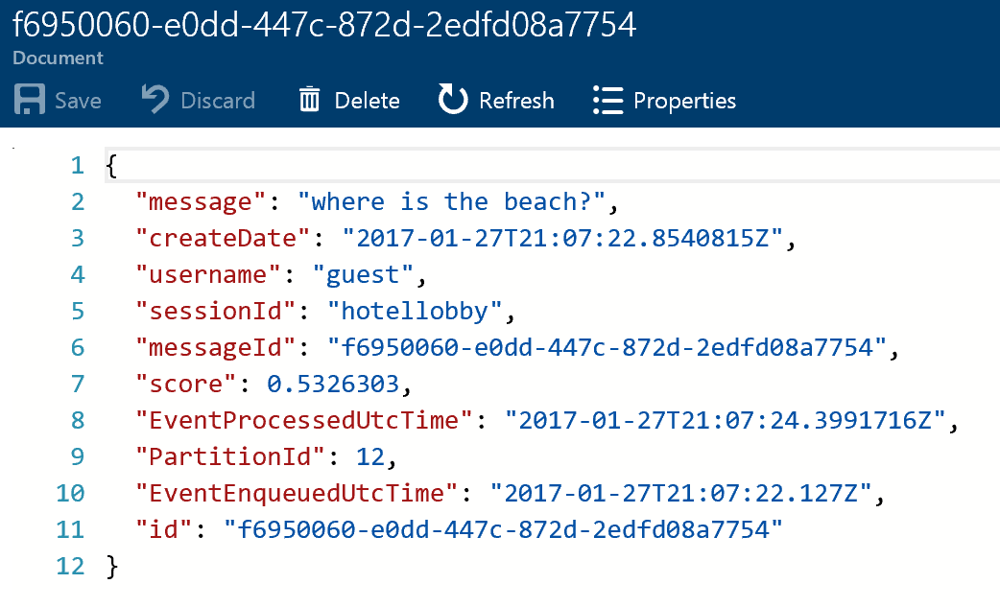 f6950060-e0dd-447c-872d-2edfd08a7754
Document
Save Discard Delete Refresh Properties
1 {
2 "message": "where is the beach?",
3 "createDate": "2017-01-27T21:07:22.8540815Z",
4 "username": "guest",
5 "sessionId": "hotellobby",
6 "messageId": "f6950060-e0dd-447c-872d-2edfd08a7754",
7 "score": 0.5326303,
8 "EventProcessedUtcTime": "2017-01-27T21:07:24.3991716Z",
9 "PartitionId": 12,
10 "EventEnqueuedUtcTime": "2017-01-27T21:07:22.127Z",
11 "id": "f6950060-e0dd-447c-872d-2edfd08a7754"
12 }